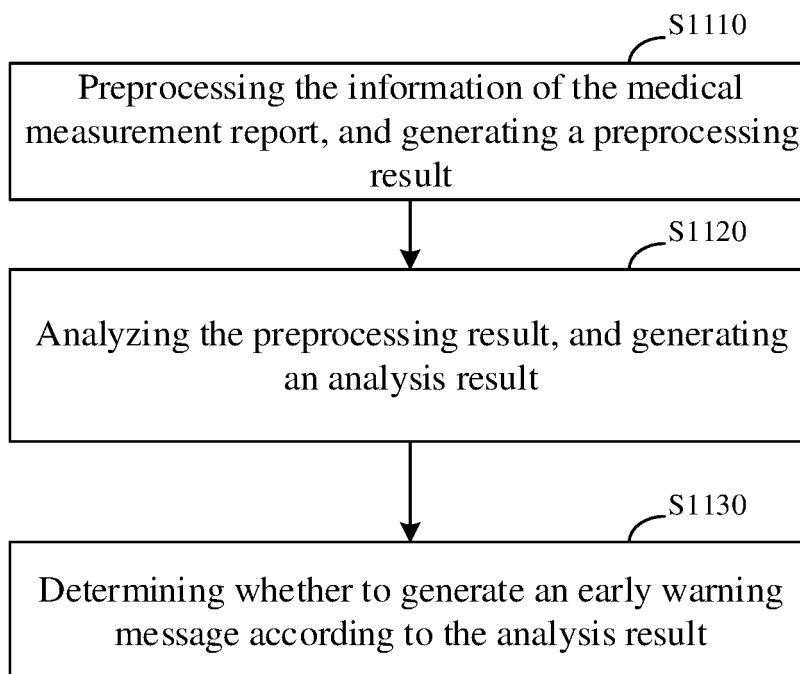 S1110
Preprocessing the information of the medical
measurement report, and generating a preprocessing
result
S1120
Analyzing the preprocessing result, and generating
an analysis result
S1130
Determining whether to generate an early warning
message according to the analysis result